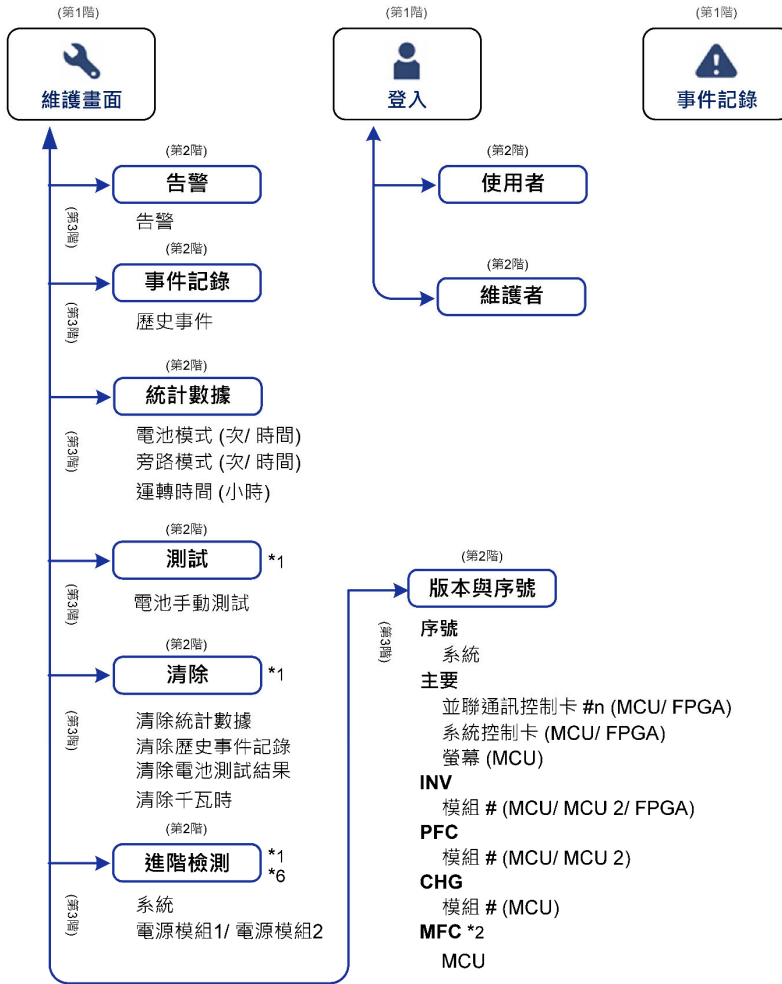 (第1階)
維護畫面
(第2階)
告警
(第3階)
告警
(第2階)
事件記錄
(第3階)
歷史事件
(第2階)
統計數據
(第3階)
電池模式 (次/ 時間)
旁路模式 (次/ 時間)
運轉時間 (小時)
(第2階)
測試 *1
(第3階)
電池手動測試
(第2階)
清除 *1
(第3階)
清除統計數據
清除歷史事件記錄
清除電池測試結果
清除千瓦時
(第2階)
進階檢測 *1
*6
(第3階)
系統
電源模組1/ 電源模組2
(第2階)
版本與序號
(第3階)
序號
系統
主要
並聯通訊控制卡 #n (MCU/ FPGA)
系統控制卡 (MCU/ FPGA)
螢幕 (MCU)
INV
模組 # (MCU/ MCU 2/ FPGA)
PFC
模組 # (MCU/ MCU 2)
CHG
模組 # (MCU)
MFC *2
MCU
(第1階)
登入
(第2階)
使用者
(第2階)
維護者
(第1階)
事件記錄